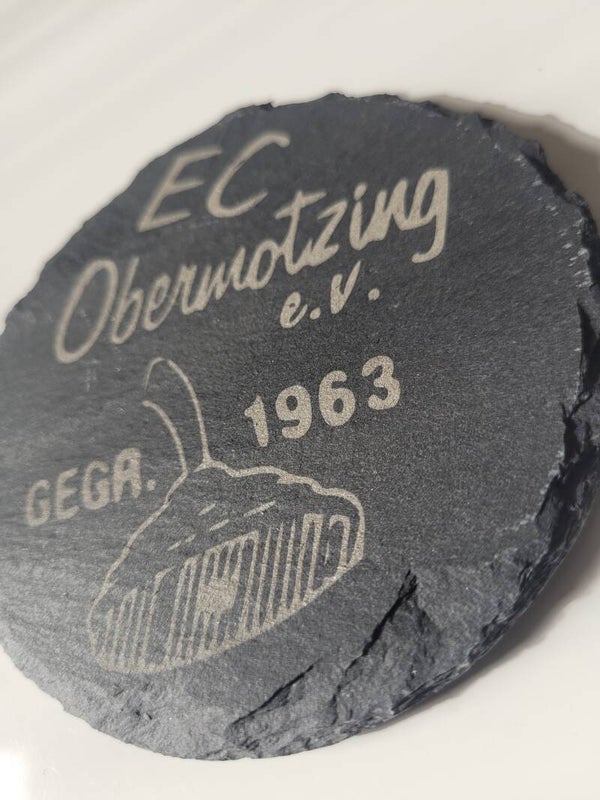 EC
Obermotzing
e.V.
GEGR. 1963